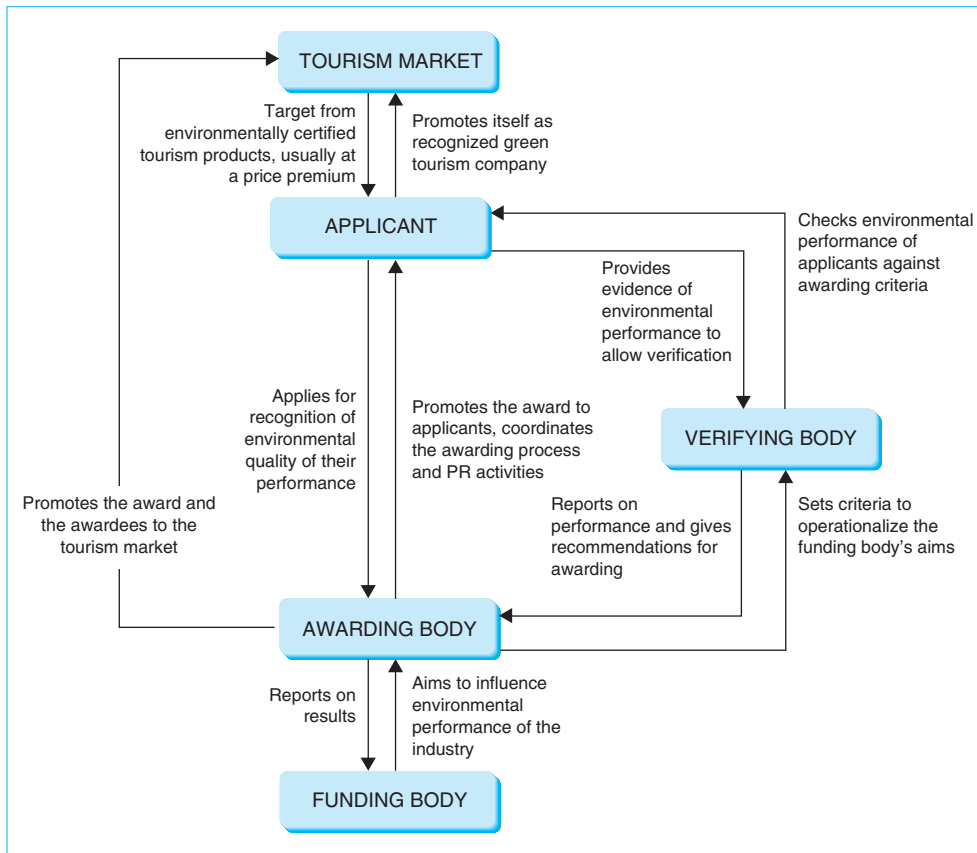 TOURISM MARKET
Target from
environmentally certified
tourism products, usually at
a price premium
Promotes itself as
recognized green
tourism company
APPLICANT
Checks environmental
performance of
applicants against
awarding criteria
Provides
evidence of
environmental
performance to
allow verification
Applies for
recognition of
environmental
quality of their
performance
Promotes the award to
applicants, coordinates
the awarding process
and PR activities
VERIFYING BODY
Promotes the award and
the awardees to the
tourism market
Reports on
performance and gives
recommendations for
awarding
Sets criteria to
operationalize the
funding body's aims
AWARDING BODY
Reports on
results
Aims to influence
environmental
performance of the
industry
FUNDING BODY